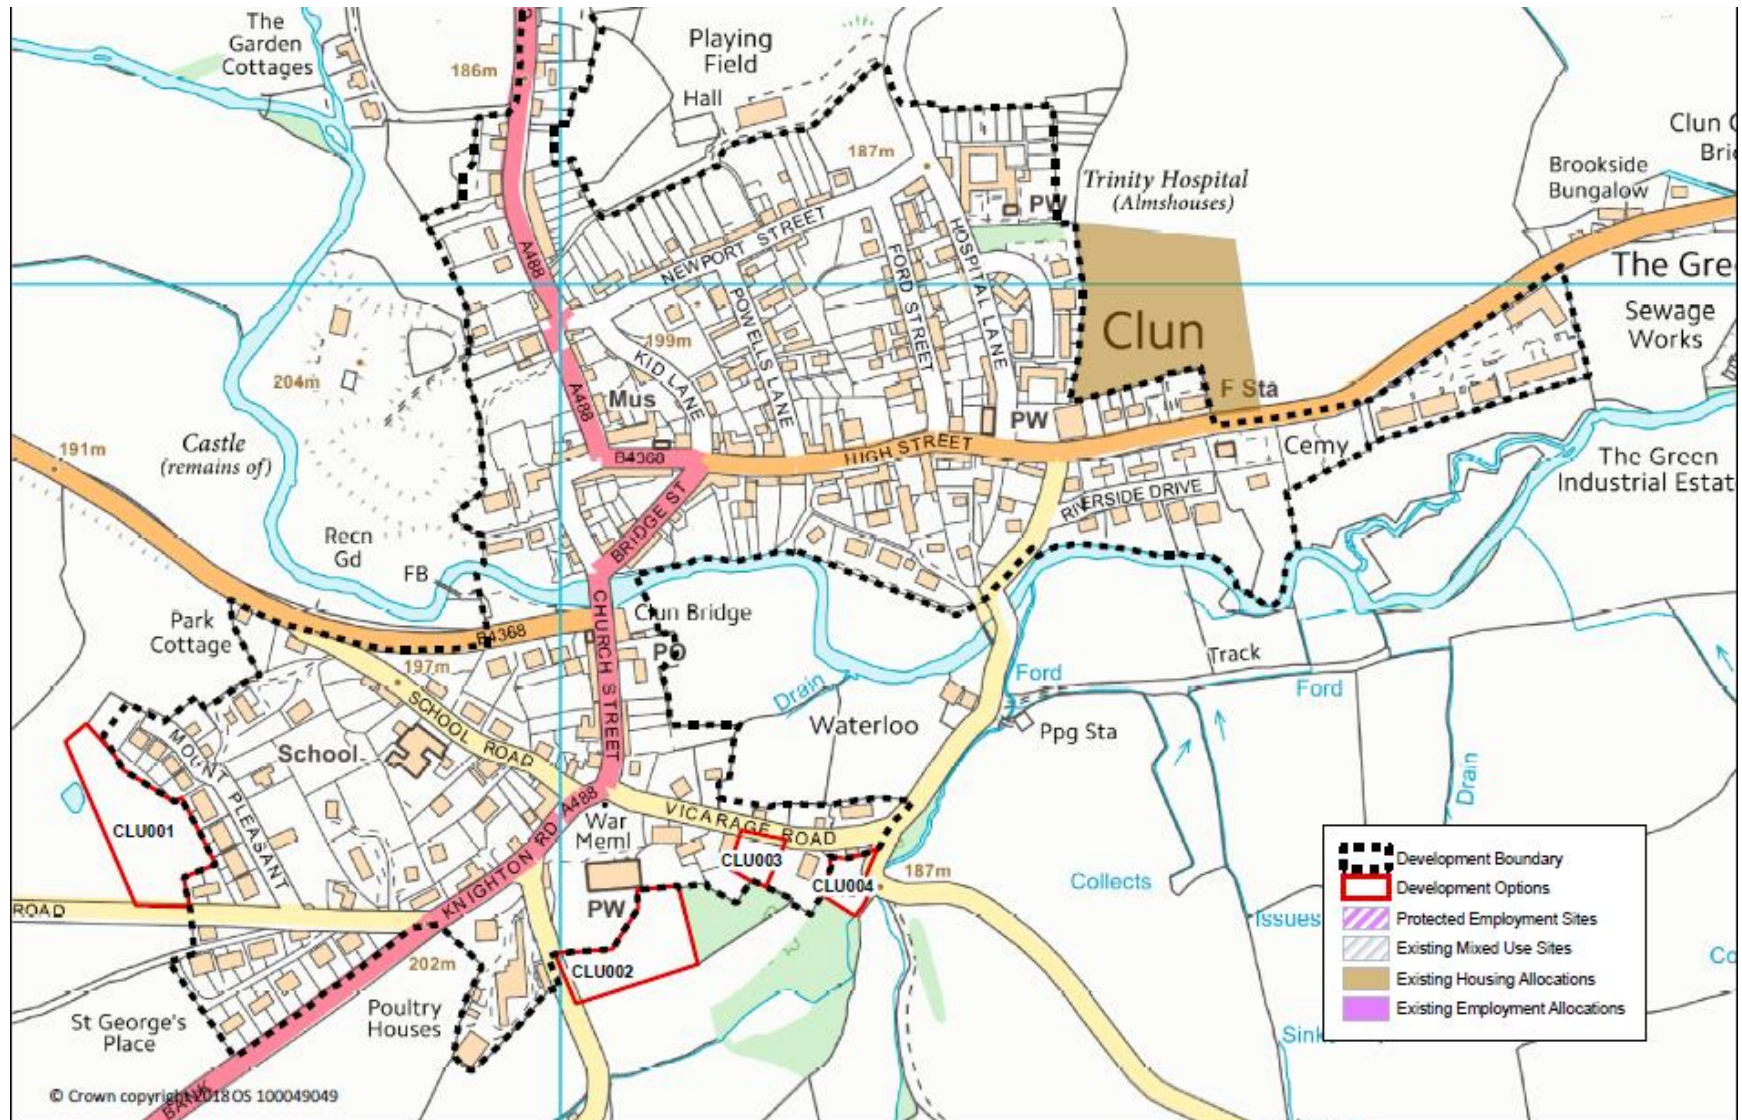 The
Garden
Cottages
186m
Playing
Field
Hall
187m
Clun
Brookside
Bungalow
Trinity Hospital
(Almshouses)
PW
A488
NEWPORT STREET
FORD STREET
HOSPITAL LANE
POWELLS LANE
The
Sewage
Works
Clun
199m
KID LANE
204m
A488
Mus
F Sta
PW
191m
Castle
(remains of)
B4368
HIGH STREET
Cemy
The Green
Industrial
RIVERSIDE DRIVE
BRIDGE ST
Recn
Gd
FB
Park
Cottage
Clun Bridge
B4368
PO
197m
CHURCH STREET
Track
Ford
Ford
Drain
SCHOOL ROAD
Waterloo
Ppg Sta
School
MOUNT PLEASANT
Drain
A488
VICARAGE ROAD
War
Meml
CLU001
CLU003
CLU004
187m
KNIGHTON RD
Collects
ROAD
PW
Issues
202m
CLU002
Poultry
Houses
St George's
Place
BANK
© Crown copyright 2018 OS 100049049
Development Boundary
Development Options
Protected Employment Sites
Existing Mixed Use Sites
Existing Housing Allocations
Existing Employment Allocations